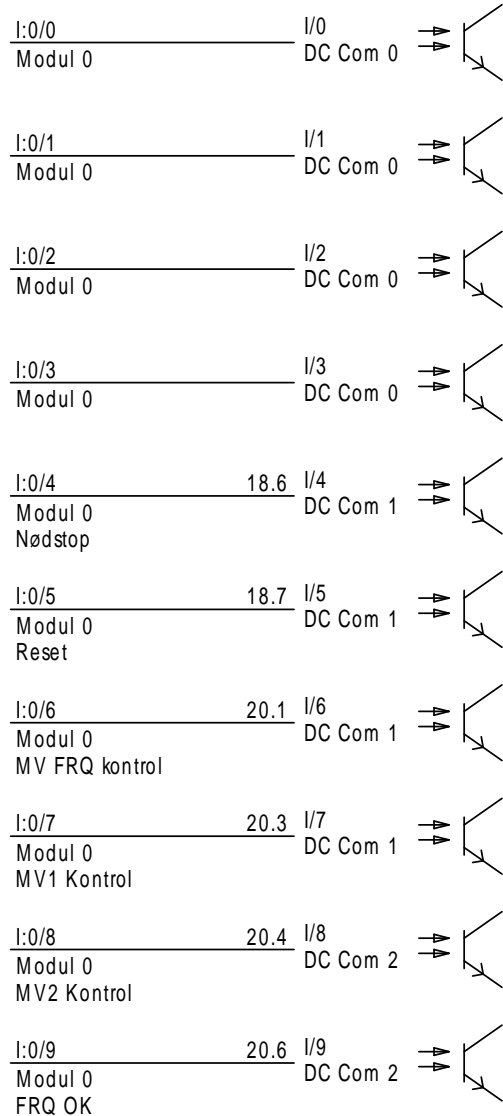 I:0/0 I/0
Modul 0 DC Com 0
I:0/1 I/1
Modul 0 DC Com 0
I:0/2 I/2
Modul 0 DC Com 0
I:0/3 I/3
Modul 0 DC Com 0
I:0/4 18.6 I/4
Modul 0 DC Com 1
Nødstop
I:0/5 18.7 I/5
Modul 0 DC Com 1
Reset
I:0/6 20.1 I/6
Modul 0 DC Com 1
MV FRQ kontrol
I:0/7 20.3 I/7
Modul 0 DC Com 1
MV1 Kontrol
I:0/8 20.4 I/8
Modul 0 DC Com 2
MV2 Kontrol
I:0/9 20.6 I/9
Modul 0 DC Com 2
FRQ OK